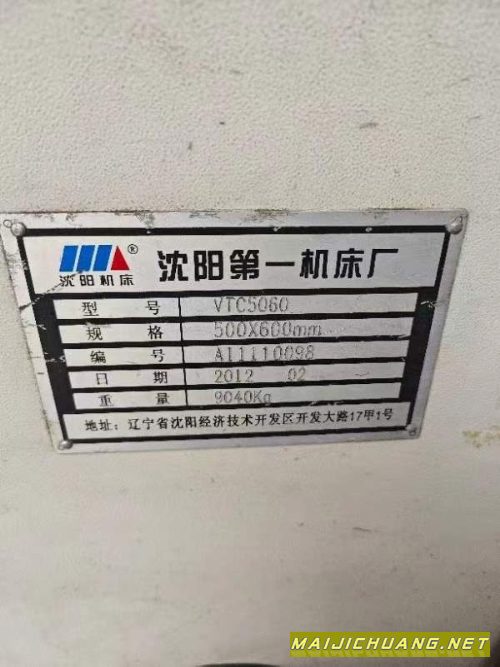 沈阳机床
®
沈阳第一机床厂
型 号 VTC5060
规 格 500X600mm
编 号 A11110098
日 期 2012 02
重 量 9040Kg
地址：辽宁省沈阳经济技术开发区开发大路17甲1号
MAIJICHUANG.NET